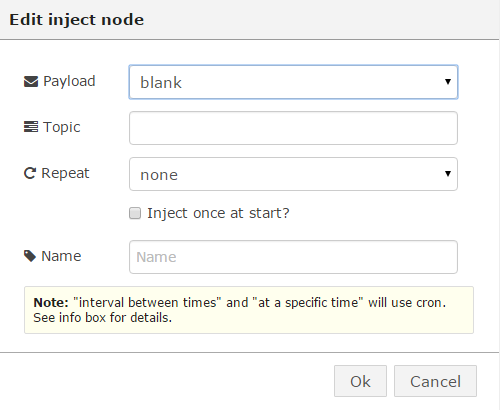 Edit inject node
Payload
blank
Topic
Repeat
none
Inject once at start?
Name
Name
Note: "interval between times" and "at a specific time" will use cron.
See info box for details.
Ok
Cancel